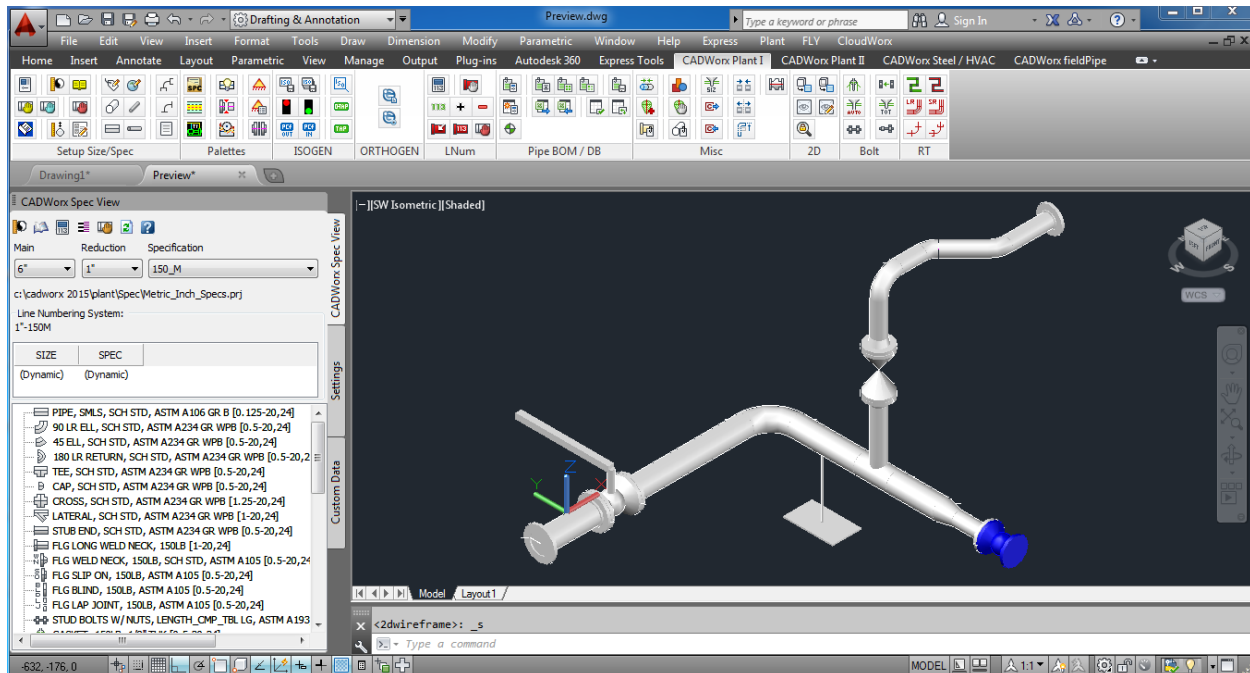 Drafting & Annotation
Preview.dwg
Type a keyword or phrase
Sign In
File Edit View Insert Format Tools Draw Dimension Modify Parametric Window Help Express Plant FLY CloudWorx
Home Insert Annotate Layout Parametric View Manage Output Plug-ins Autodesk 360 Express Tools CADWorx Plant I CADWorx Plant II CADWorx Steel / HVAC CADWorx fieldPipe
Setup Size/Spec Palettes ISOGEN ORTHOGEN LNum Pipe BOM / DB Misc 2D Bolt RT
Drawing1* Preview*
CADWorx Spec View
Main Reduction Specification
6" 1" 150_M
c:\cadworx 2015\plant\Spec\Metric_Inch_Specs.prj
Line Numbering System:
1"-150M
SIZE SPEC
(Dynamic) (Dynamic)
PIPE, SMLS, SCH STD, ASTM A106 GR B [0.125-20,24]
90 LR ELL, SCH STD, ASTM A234 GR WPB [0.5-20,24]
45 ELL, SCH STD, ASTM A234 GR WPB [0.5-20,24]
180 LR RETURN, SCH STD, ASTM A234 GR WPB [0.5-20,2
TEE, SCH STD, ASTM A234 GR WPB [0.5-20,24]
CAP, SCH STD, ASTM A234 GR WPB [0.5-20,24]
CROSS, SCH STD, ASTM A234 GR WPB [1.25-20,24]
LATERAL, SCH STD, ASTM A234 GR WPB [1-20,24]
STUB END, SCH STD, ASTM A234 GR WPB [0.5-20,24]
FLG LONG WELD NECK, 150LB [1-20,24]
FLG WELD NECK, 150LB, SCH STD, ASTM A105 [0.5-20,24
FLG SLIP ON, 150LB, ASTM A105 [0.5-20,24]
FLG BLIND, 150LB, ASTM A105 [0.5-20,24]
FLG LAP JOINT, 150LB, ASTM A105 [0.5-20,24]
STUD BOLTS W/ NUTS, LENGTH_CMP_TBL LG, ASTM A193
CADWorx Spec View
Settings
Custom Data
[−][SW Isometric][Shaded]
Z
Y
X
W
S
WCS
Model Layout1
<2dwireframe>: _s
Type a command
-632, -176, 0
MODEL
1:1